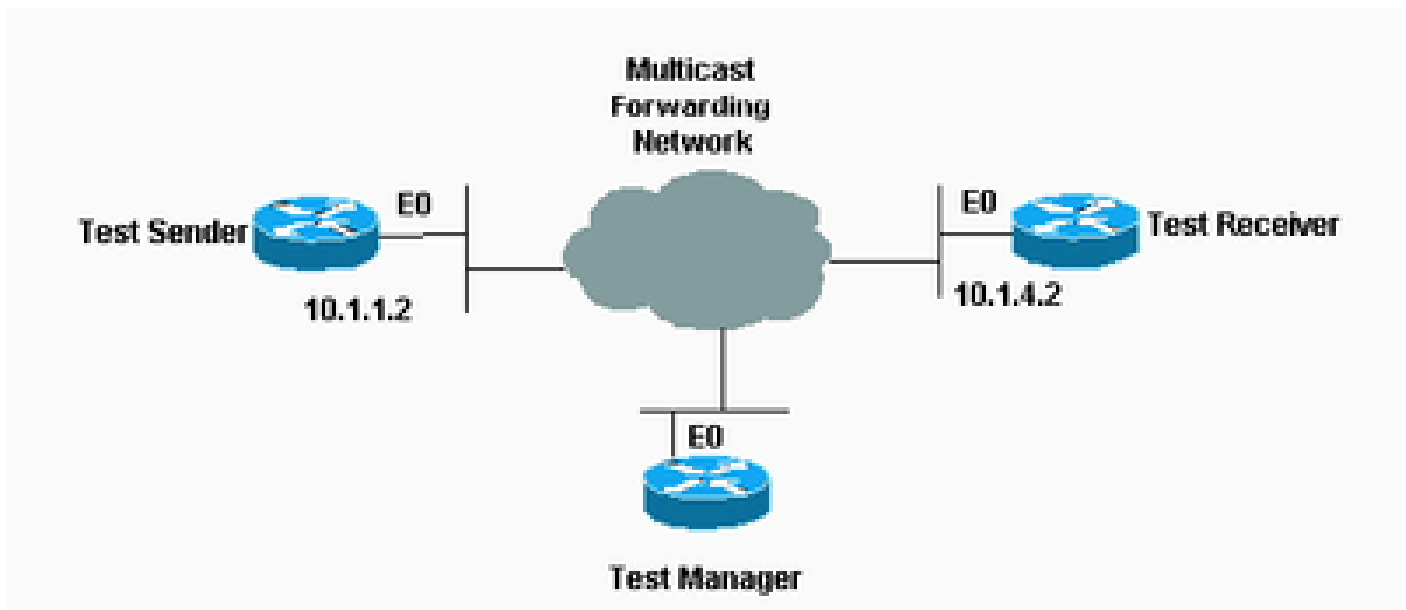 Multicast
Forwarding
Network
Test Sender
E0
10.1.1.2
E0
Test Receiver
10.1.4.2
E0
Test Manager